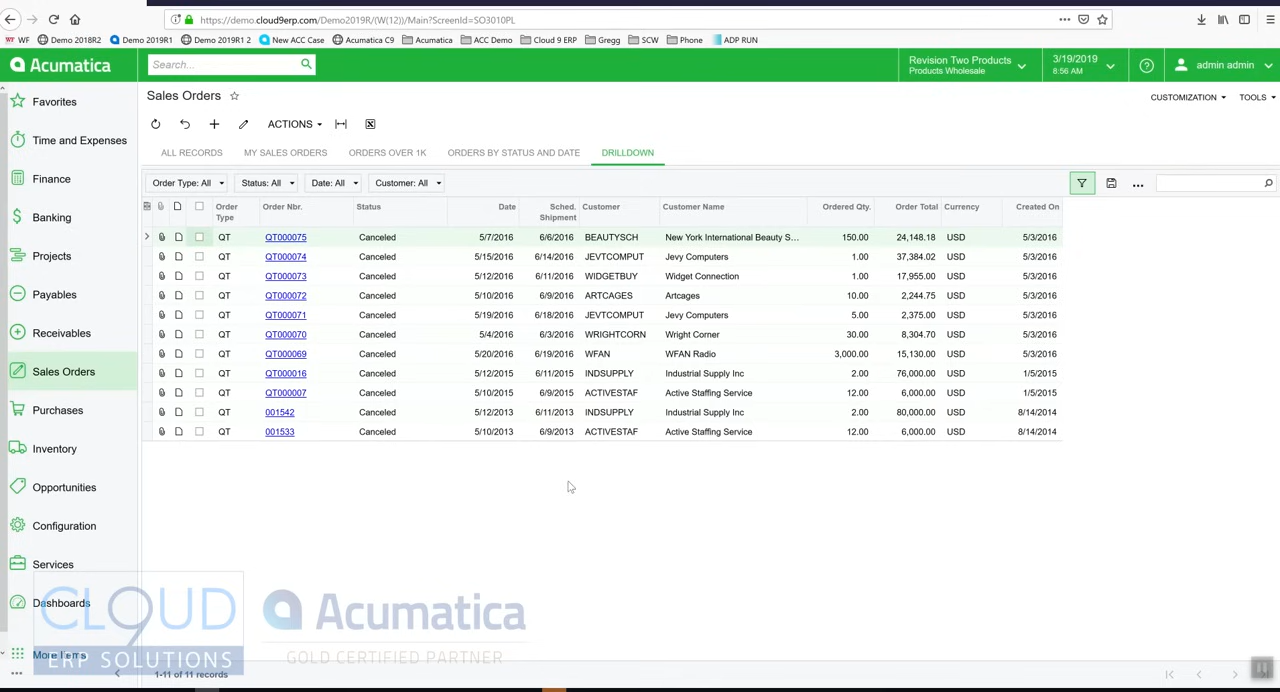 https://demo.cloud9erp.com/Demo2019R/(W(12))/Main?ScreenId=SO3010PL
WF Demo 2018R2 Demo 2019R1 Demo 2019R1 2 New ACC Case Acumatica C9 Acumatica ACC Demo Cloud 9 ERP Gregg SCW Phone ADP RUN
Acumatica Search... Revision Two Products 3/19/2019 admin admin
Products Wholesale 8:56 AM
Favorites
Time and Expenses
Finance
Banking
Projects
Payables
Receivables
Sales Orders
Purchases
Inventory
Opportunities
Configuration
Services
Dashboards
More Items
Sales Orders
CUSTOMIZATION TOOLS
ACTIONS
ALL RECORDS MY SALES ORDERS ORDERS OVER 1K ORDERS BY STATUS AND DATE DRILLDOWN
Order Type: All Status: All Date: All Customer: All
Order Type Order Nbr. Status Date Sched. Shipment Customer Customer Name Ordered Qty. Order Total Currency Created On
QT QT000075 Canceled 5/7/2016 6/6/2016 BEAUTYSCH New York International Beauty S... 150.00 24,148.18 USD 5/3/2016
QT QT000074 Canceled 5/15/2016 6/14/2016 JEVTCOMPUT Jevy Computers 1.00 37,384.02 USD 5/3/2016
QT QT000073 Canceled 5/12/2016 6/11/2016 WIDGETBUY Widget Connection 1.00 17,955.00 USD 5/3/2016
QT QT000072 Canceled 5/10/2016 6/9/2016 ARTCAGES Artcages 10.00 2,244.75 USD 5/3/2016
QT QT000071 Canceled 5/19/2016 6/18/2016 JEVTCOMPUT Jevy Computers 5.00 2,375.00 USD 5/3/2016
QT QT000070 Canceled 5/4/2016 6/3/2016 WRIGHTCORN Wright Corner 30.00 8,304.70 USD 5/3/2016
QT QT000069 Canceled 5/20/2016 6/19/2016 WFAN WFAN Radio 3,000.00 15,130.00 USD 5/3/2016
QT QT000016 Canceled 5/12/2015 6/11/2015 INDSUPPLY Industrial Supply Inc 2.00 76,000.00 USD 1/5/2015
QT QT000007 Canceled 5/10/2015 6/9/2015 ACTIVESTAF Active Staffing Service 12.00 6,000.00 USD 1/5/2015
QT 001542 Canceled 5/12/2013 6/11/2013 INDSUPPLY Industrial Supply Inc 2.00 80,000.00 USD 8/14/2014
QT 001533 Canceled 5/10/2013 6/9/2013 ACTIVESTAF Active Staffing Service 12.00 6,000.00 USD 8/14/2014
CLOUD 9
ERP SOLUTIONS
Acumatica
GOLD CERTIFIED PARTNER
1-11 of 11 records